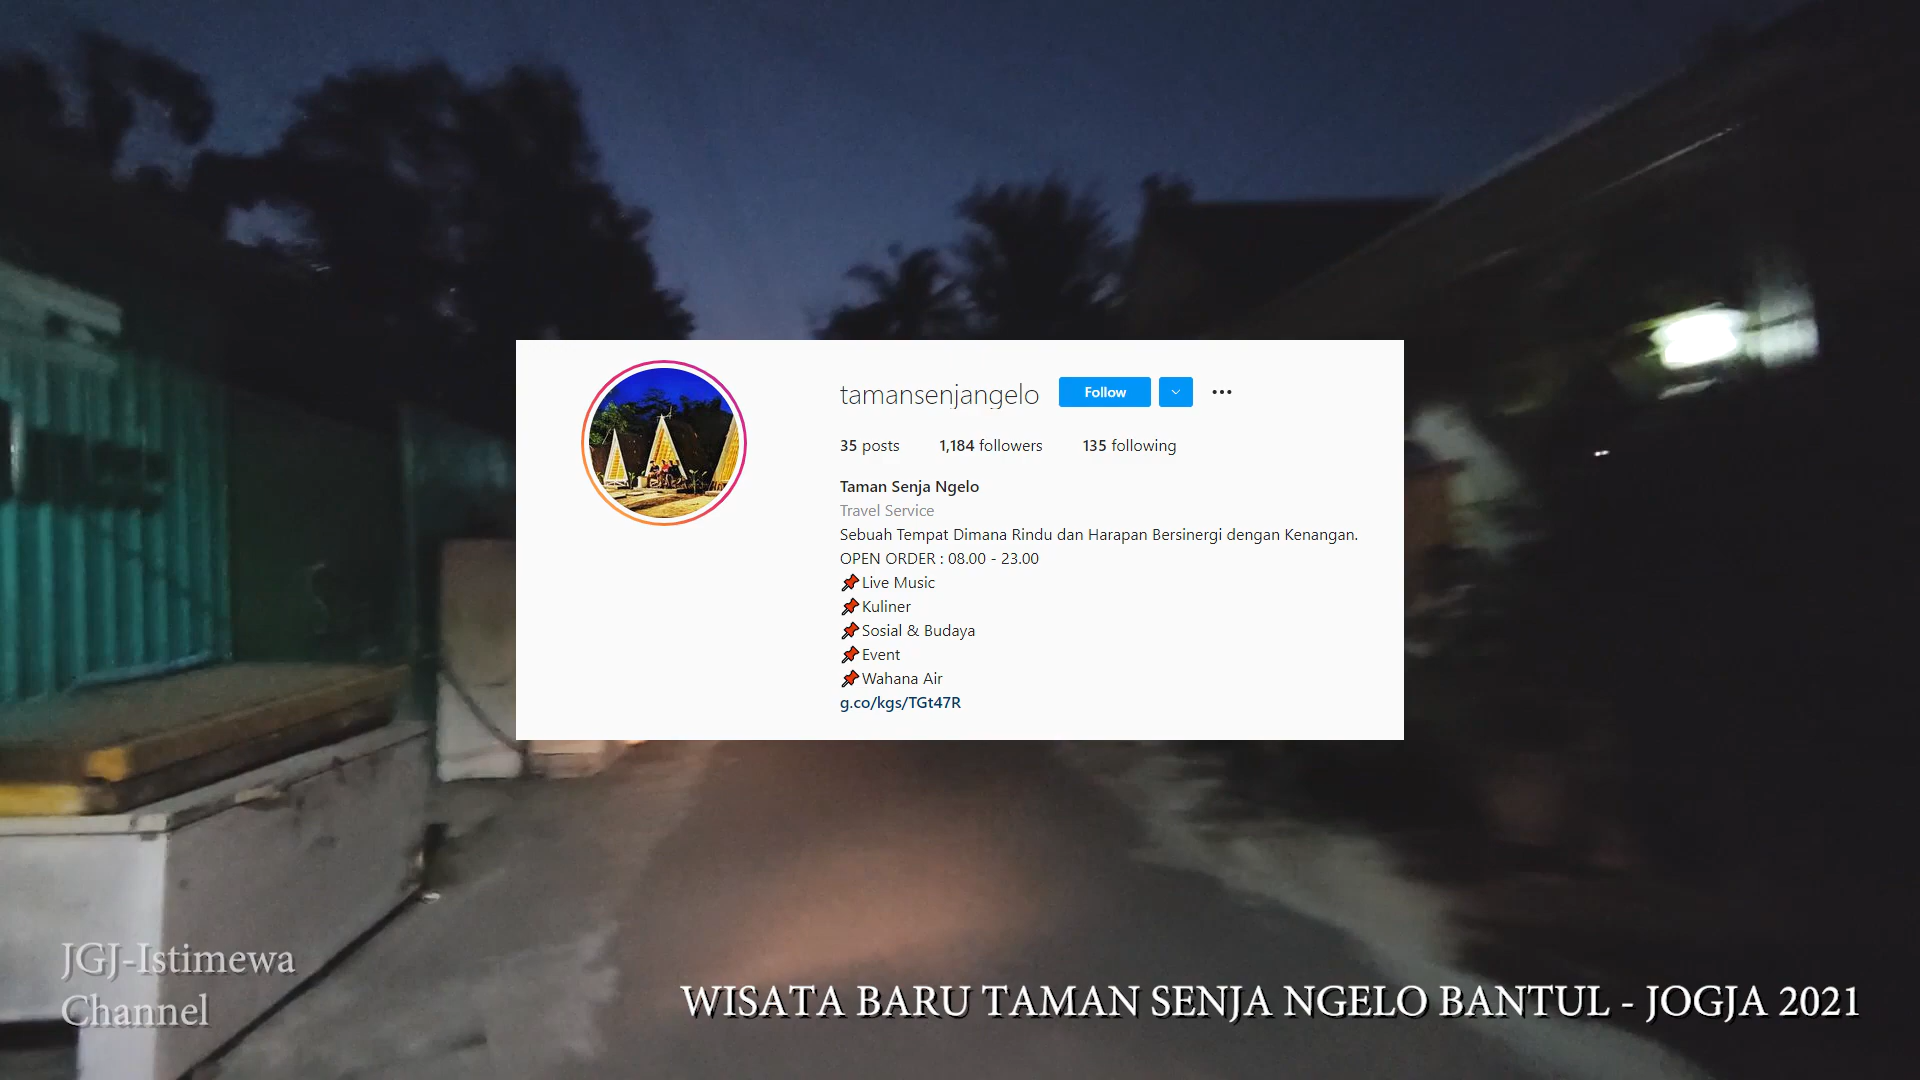 tamansenjangelo Follow
35 posts 1,184 followers 135 following
Taman Senja Ngelo
Travel Service
Sebuah Tempat Dimana Rindu dan Harapan Bersinergi dengan Kenangan.
OPEN ORDER : 08.00 - 23.00
📌Live Music
📌Kuliner
📌Sosial & Budaya
📌Event
📌Wahana Air
g.co/kgs/TGt47R
JGJ-Istimewa
Channel
WISATA BARU TAMAN SENJA NGELO BANTUL - JOGJA 2021